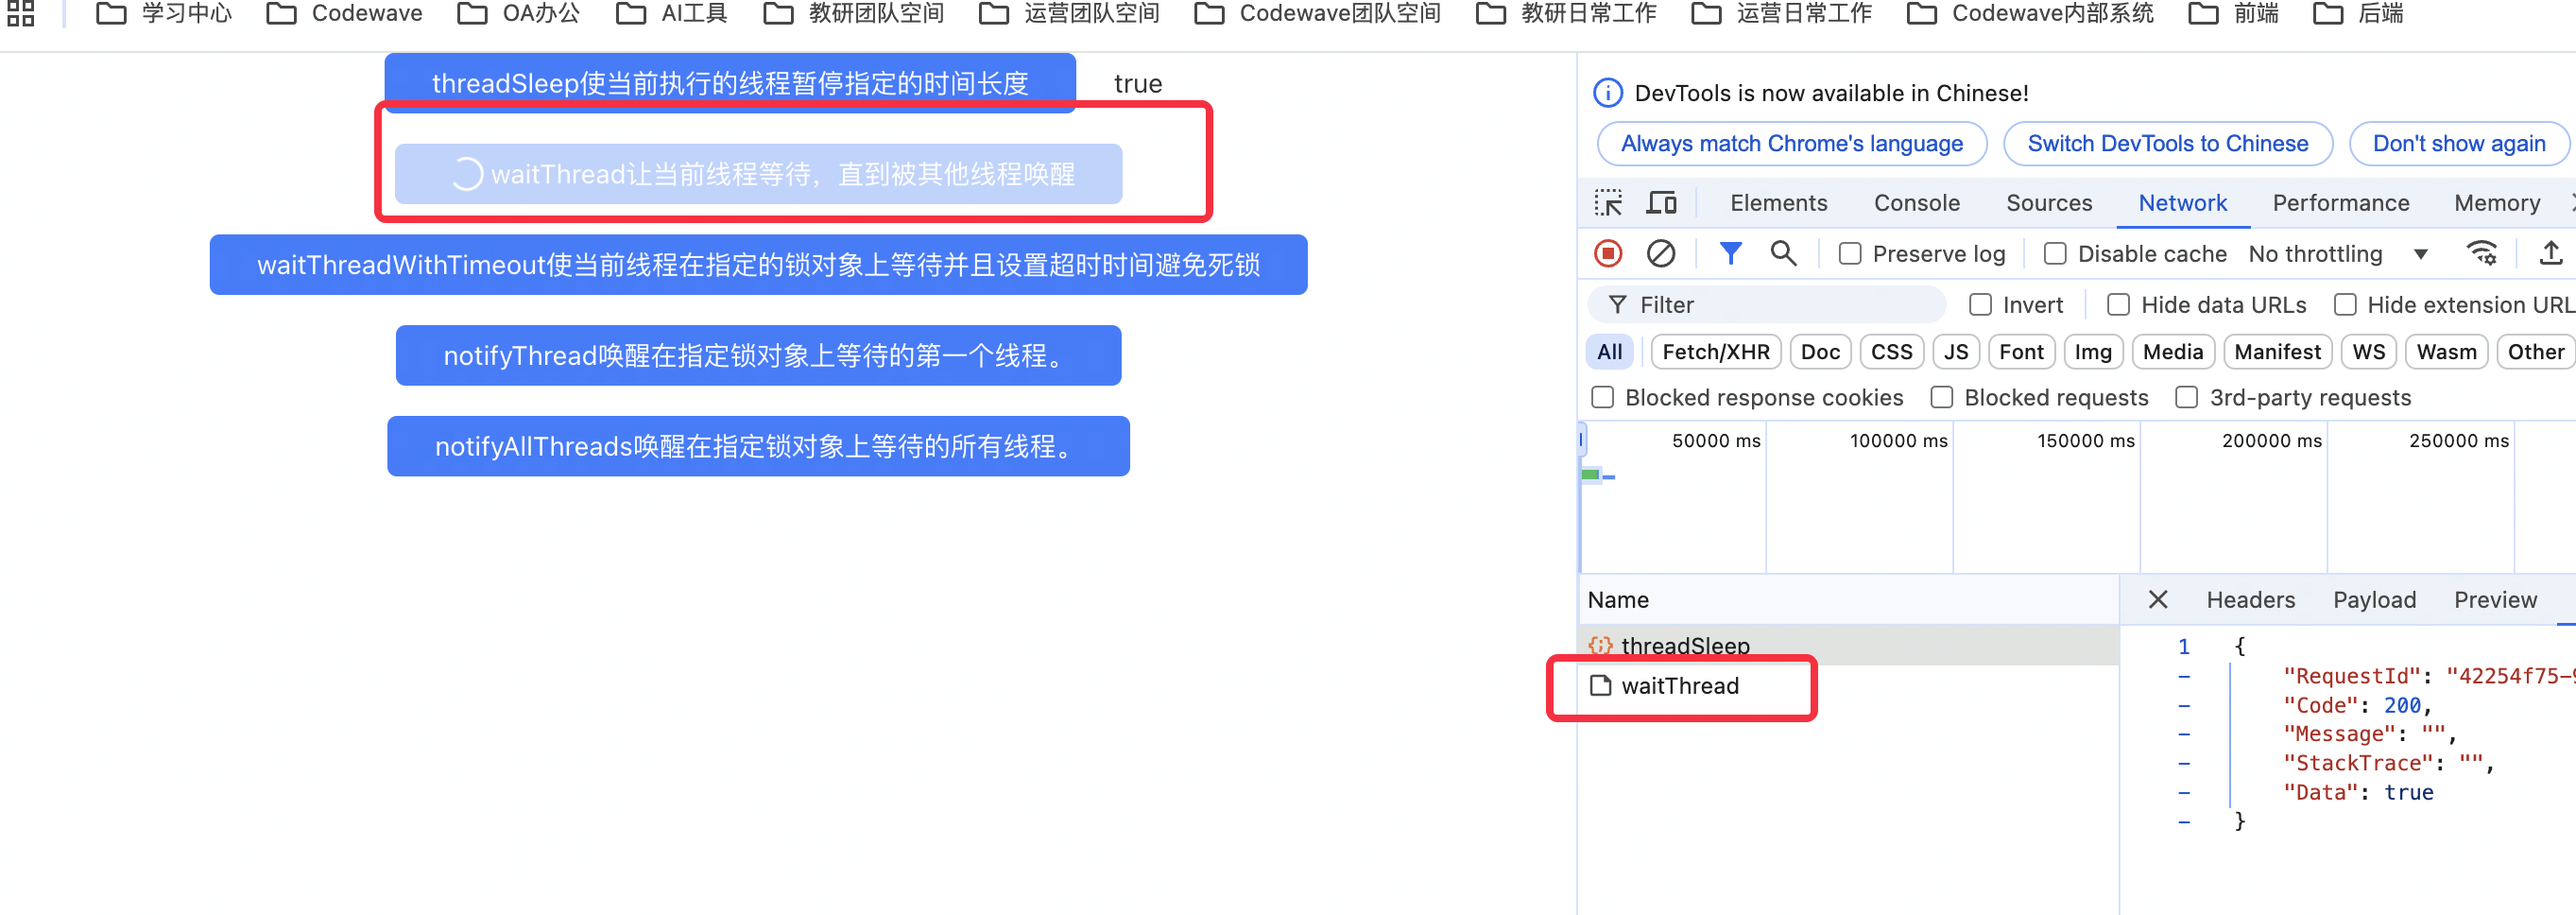 学习中心 Codewave OA办公 AI工具 教研团队空间 运营团队空间 Codewave团队空间 教研日常工作 运营日常工作 Codewave内部系统 前端 后端
threadSleep使当前执行的线程暂停指定的时间长度 true
waitThread让当前线程等待，直到被其他线程唤醒
waitThreadWithTimeout使当前线程在指定的锁对象上等待并且设置超时时间避免死锁
notifyThread唤醒在指定锁对象上等待的第一个线程。
notifyAllThreads唤醒在指定锁对象上等待的所有线程。
DevTools is now available in Chinese!
Always match Chrome's language Switch DevTools to Chinese Don't show again
Elements Console Sources Network Performance Memory
Preserve log Disable cache No throttling
Filter Invert Hide data URLs Hide extension URL
All Fetch/XHR Doc CSS JS Font Img Media Manifest WS Wasm Other
Blocked response cookies Blocked requests 3rd-party requests
50000 ms 100000 ms 150000 ms 200000 ms 250000 ms
Name
threadSleep
waitThread
Headers Payload Preview
1 {
- "RequestId": "42254f75-
- "Code": 200,
- "Message": "",
- "StackTrace": "",
- "Data": true
- }